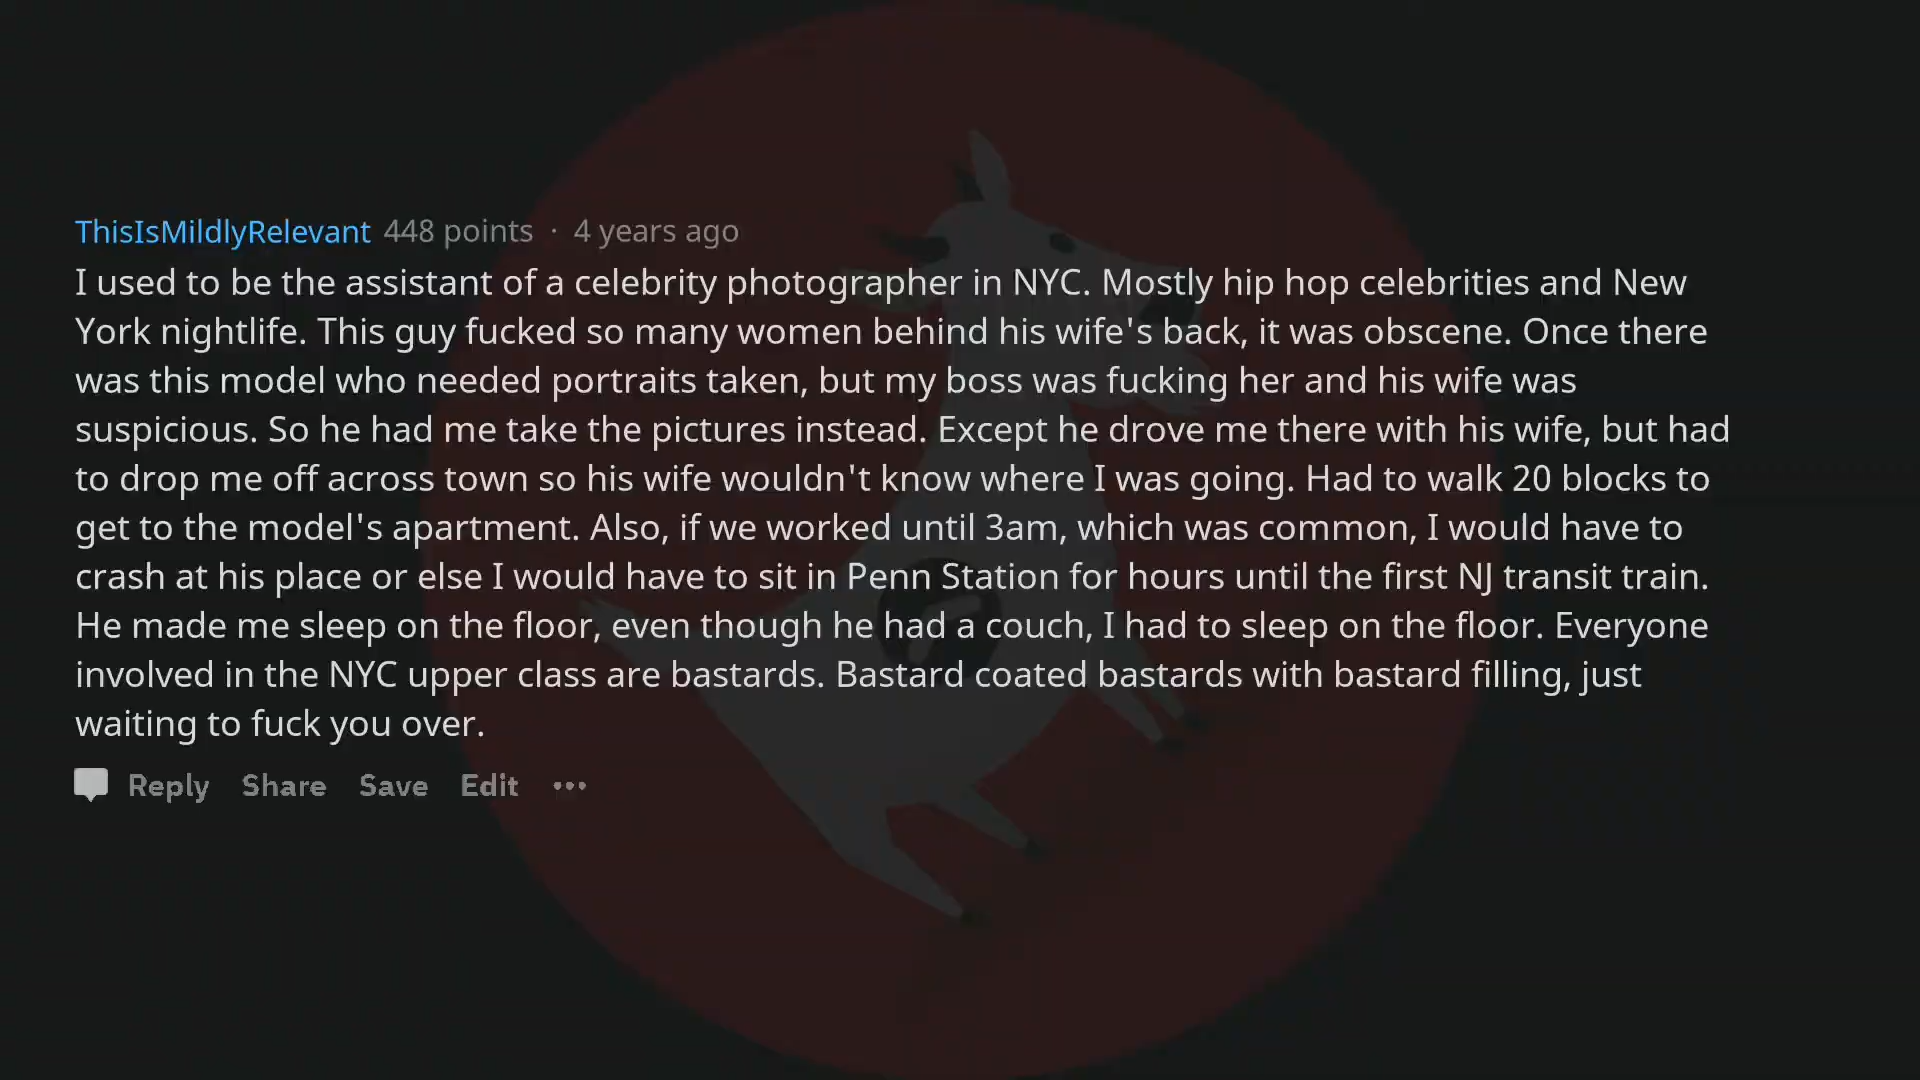 ThisIsMildlyRelevant 448 points · 4 years ago
I used to be the assistant of a celebrity photographer in NYC. Mostly hip hop celebrities and New
York nightlife. This guy fucked so many women behind his wife's back, it was obscene. Once there
was this model who needed portraits taken, but my boss was fucking her and his wife was
suspicious. So he had me take the pictures instead. Except he drove me there with his wife, but had
to drop me off across town so his wife wouldn't know where I was going. Had to walk 20 blocks to
get to the model's apartment. Also, if we worked until 3am, which was common, I would have to
crash at his place or else I would have to sit in Penn Station for hours until the first NJ transit train.
He made me sleep on the floor, even though he had a couch, I had to sleep on the floor. Everyone
involved in the NYC upper class are bastards. Bastard coated bastards with bastard filling, just
waiting to fuck you over.
Reply Share Save Edit •••